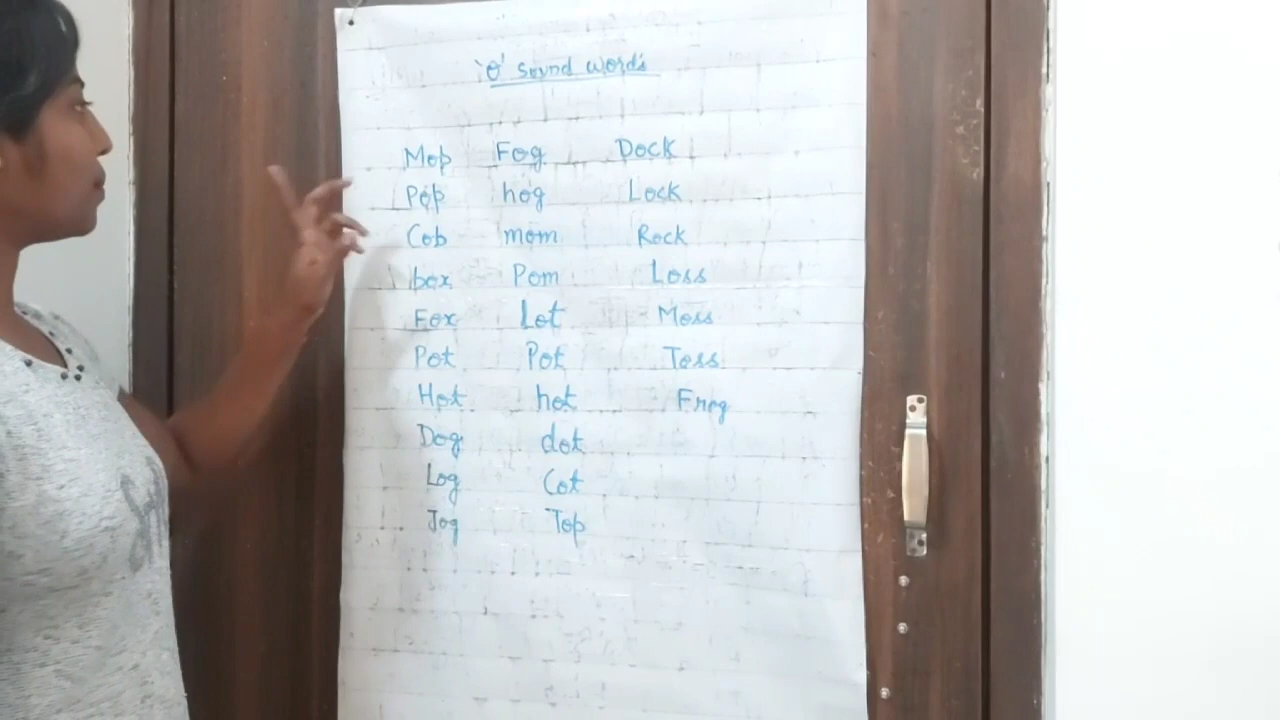 'O' sound words
Mop Fog Dock
Pop hog Lock
Cob mom Rock
box Pom Loss
Fox Lot Moss
Pot Pot Toss
Hot hot Frog
Dog dot
Log Cot
Jog Top